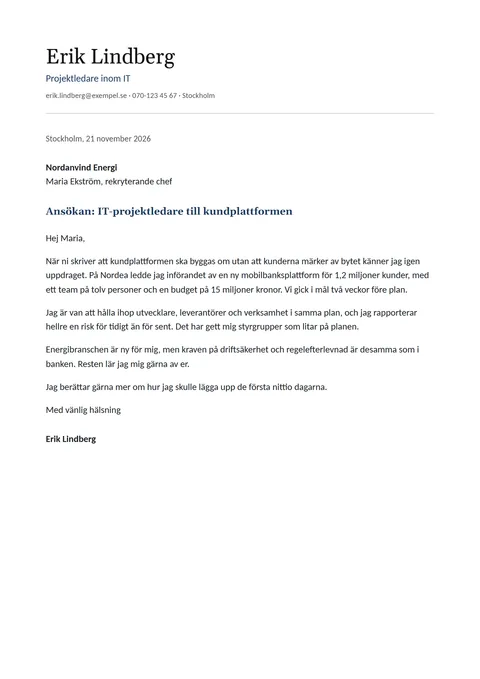 Erik Lindberg
Projektledare inom IT
erik.lindberg@exempel.se · 070-123 45 67 · Stockholm
Stockholm, 21 november 2026
Nordanvind Energi
Maria Ekström, rekryterande chef
Ansökan: IT-projektledare till kundplattformen
Hej Maria,
När ni skriver att kundplattformen ska byggas om utan att kunderna märker av bytet känner jag igen
uppdraget. På Nordea ledde jag införandet av en ny mobilbanksplattform för 1,2 miljoner kunder, med
ett team på tolv personer och en budget på 15 miljoner kronor. Vi gick i mål två veckor före plan.
Jag är van att hålla ihop utvecklare, leverantörer och verksamhet i samma plan, och jag rapporterar
hellre en risk för tidigt än för sent. Det har gett mig styrgrupper som litar på planen.
Energibranschen är ny för mig, men kraven på driftsäkerhet och regelefterlevnad är desamma som i
banken. Resten lär jag mig gärna av er.
Jag berättar gärna mer om hur jag skulle lägga upp de första nittio dagarna.
Med vänlig hälsning
Erik Lindberg